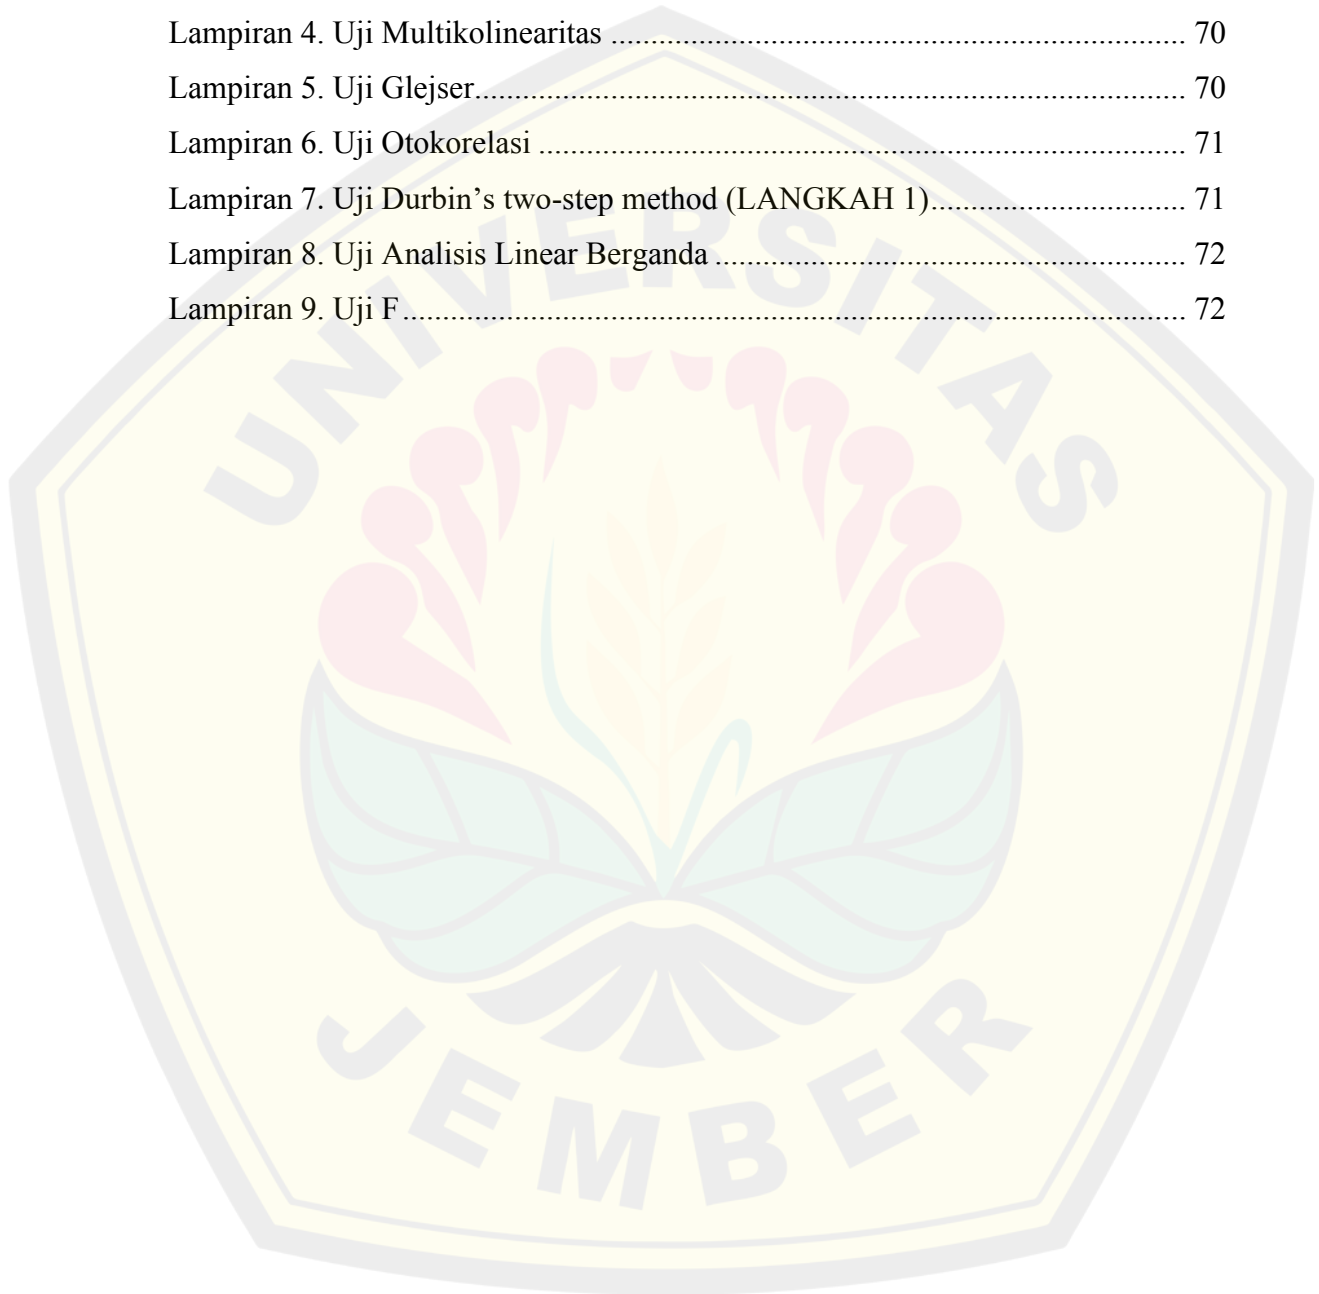 Lampiran 4. Uji Multikolinearitas ........................................................................ 70
Lampiran 5. Uji Glejser......................................................................................... 70
Lampiran 6. Uji Otokorelasi ................................................................................. 71
Lampiran 7. Uji Durbin’s two-step method (LANGKAH 1)................................ 71
Lampiran 8. Uji Analisis Linear Berganda ........................................................... 72
Lampiran 9. Uji F.................................................................................................. 72
UNIVERSITAS
JEMBER